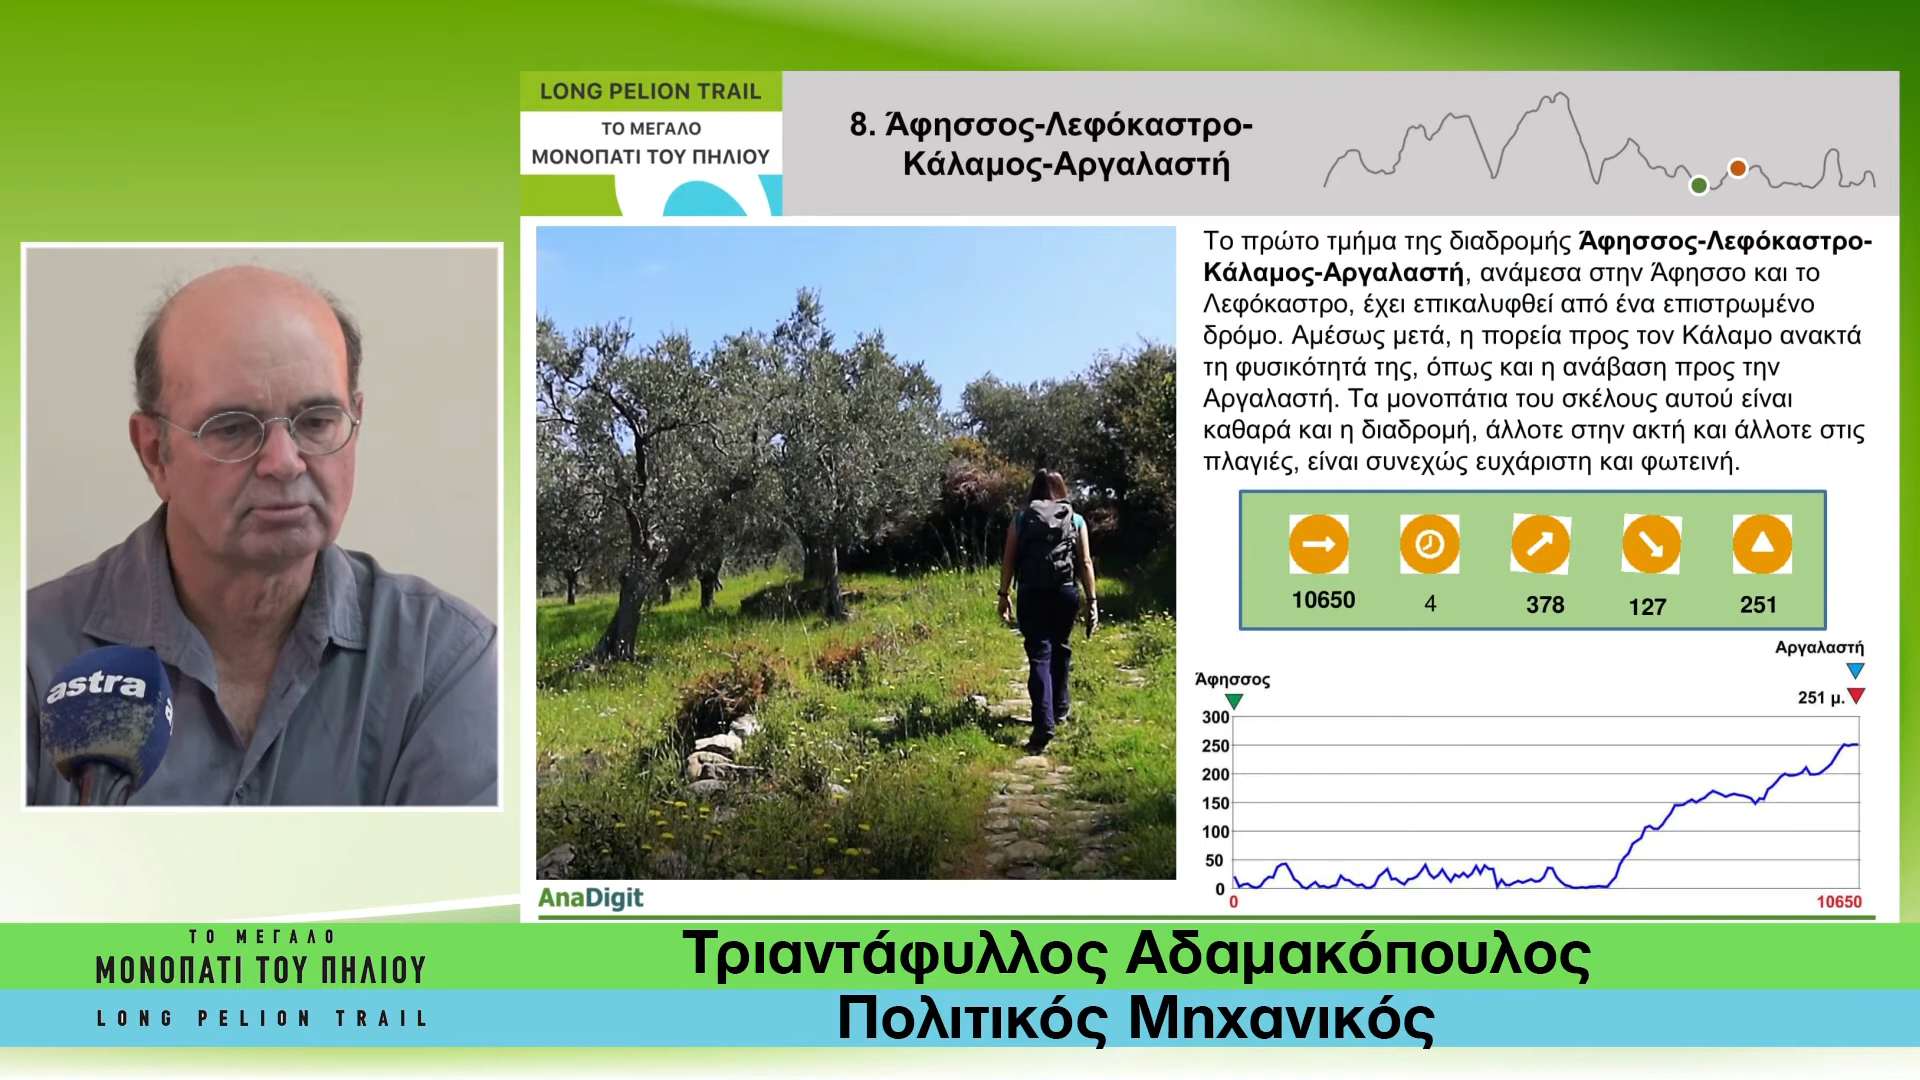 LONG PELION TRAIL
ΤΟ ΜΕΓΑΛΟ
ΜΟΝΟΠΑΤΙ ΤΟΥ ΠΗΛΙΟΥ
8. Άφησσος-Λεφόκαστρο-
Κάλαμος-Αργαλαστή
Το πρώτο τμήμα της διαδρομής Άφησσος-Λεφόκαστρο-
Κάλαμος-Αργαλαστή, ανάμεσα στην Άφησσο και το
Λεφόκαστρο, έχει επικαλυφθεί από ένα επιστρωμένο
δρόμο. Αμέσως μετά, η πορεία προς τον Κάλαμο ανακτά
τη φυσικότητά της, όπως και η ανάβαση προς την
Αργαλαστή. Τα μονοπάτια του σκέλους αυτού είναι
καθαρά και η διαδρομή, άλλοτε στην ακτή και άλλοτε στις
πλαγιές, είναι συνεχώς ευχάριστη και φωτεινή.
10650 4 378 127 251
Αργαλαστή
Άφησσος
251 μ.
300
250
200
150
100
50
0
0 10650
astra
AnaDigit
ΤΟ ΜΕΓΑΛΟ
ΜΟΝΟΠΑΤΙ ΤΟΥ ΠΗΛΙΟΥ
LONG PELION TRAIL
Τριαντάφυλλος Αδαμακόπουλος
Πολιτικός Μηχανικός